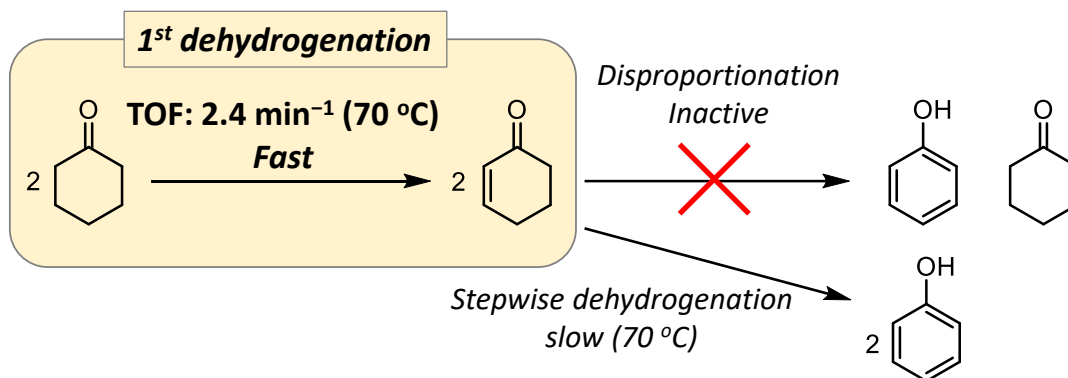 1st dehydrogenation
TOF: 2.4 min–1 (70 oC)
Fast
Disproportionation
Inactive
O
2
O
2
OH
O
Stepwise dehydrogenation
slow (70 oC)
OH
2